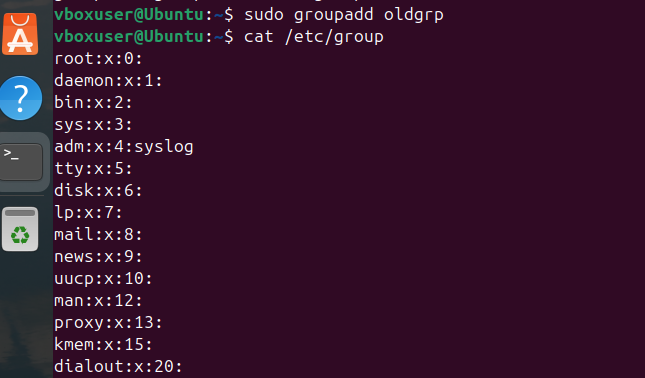 vboxuser@Ubuntu:~$ sudo groupadd oldgrp
vboxuser@Ubuntu:~$ cat /etc/group
root:x:0:
daemon:x:1:
bin:x:2:
sys:x:3:
adm:x:4:syslog
tty:x:5:
disk:x:6:
lp:x:7:
mail:x:8:
news:x:9:
uucp:x:10:
man:x:12:
proxy:x:13:
kmem:x:15:
dialout:x:20: